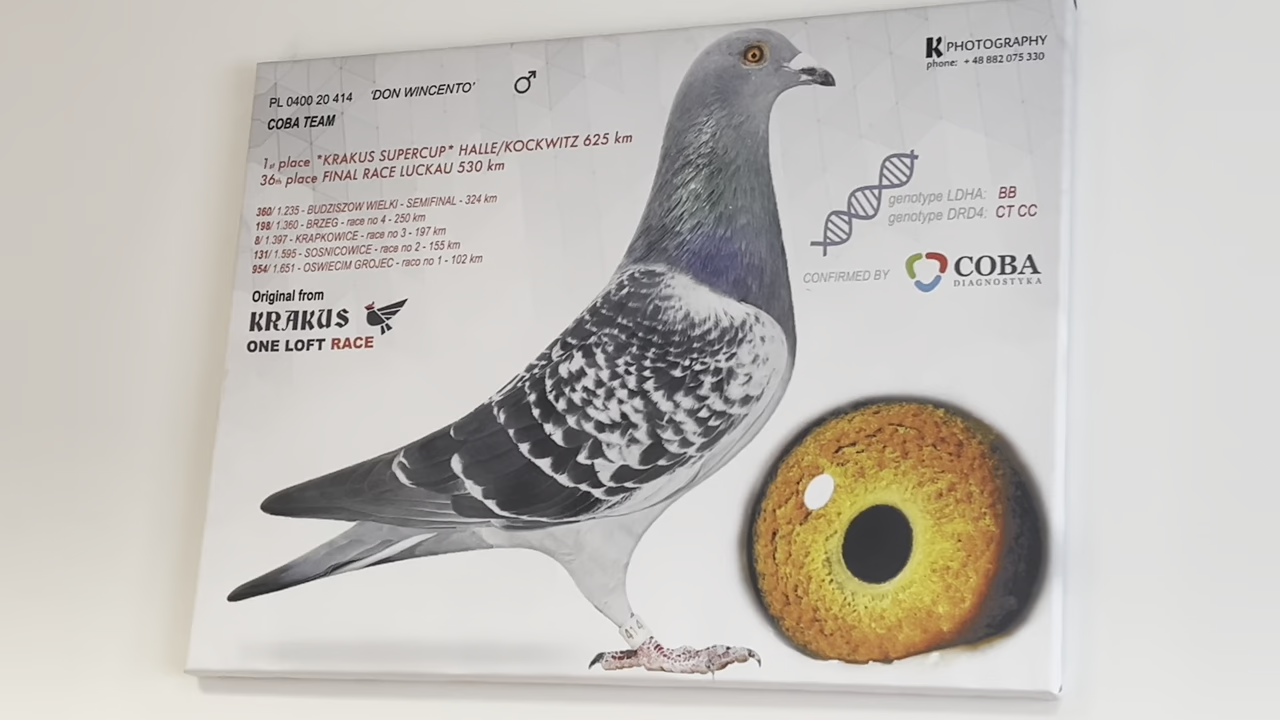 PL 0400 20 414 'DON WINCENTO' ♂
COBA TEAM
1st place *KRAKUS SUPERCUP* HALLE/KOCKWITZ 625 km
36th place FINAL RACE LUCKAU 530 km
360/ 1.235 - BUDZISZOW WIELKI - SEMIFINAL - 324 km
198/ 1.360 - BRZEG - race no 4 - 250 km
8/ 1.397 - KRAPKOWICE - race no 3 - 197 km
131/ 1.595 - SOSNICOWICE - race no 2 - 155 km
954/ 1.651 - OSWIECIM GROJEC - raco no 1 - 102 km
Original from
KRAKUS
ONE LOFT RACE
K PHOTOGRAPHY
phone: + 48 882 075 330
genotype LDHA: BB
genotype DRD4: CT CC
CONFIRMED BY
COBA
DIAGNOSTYKA
414